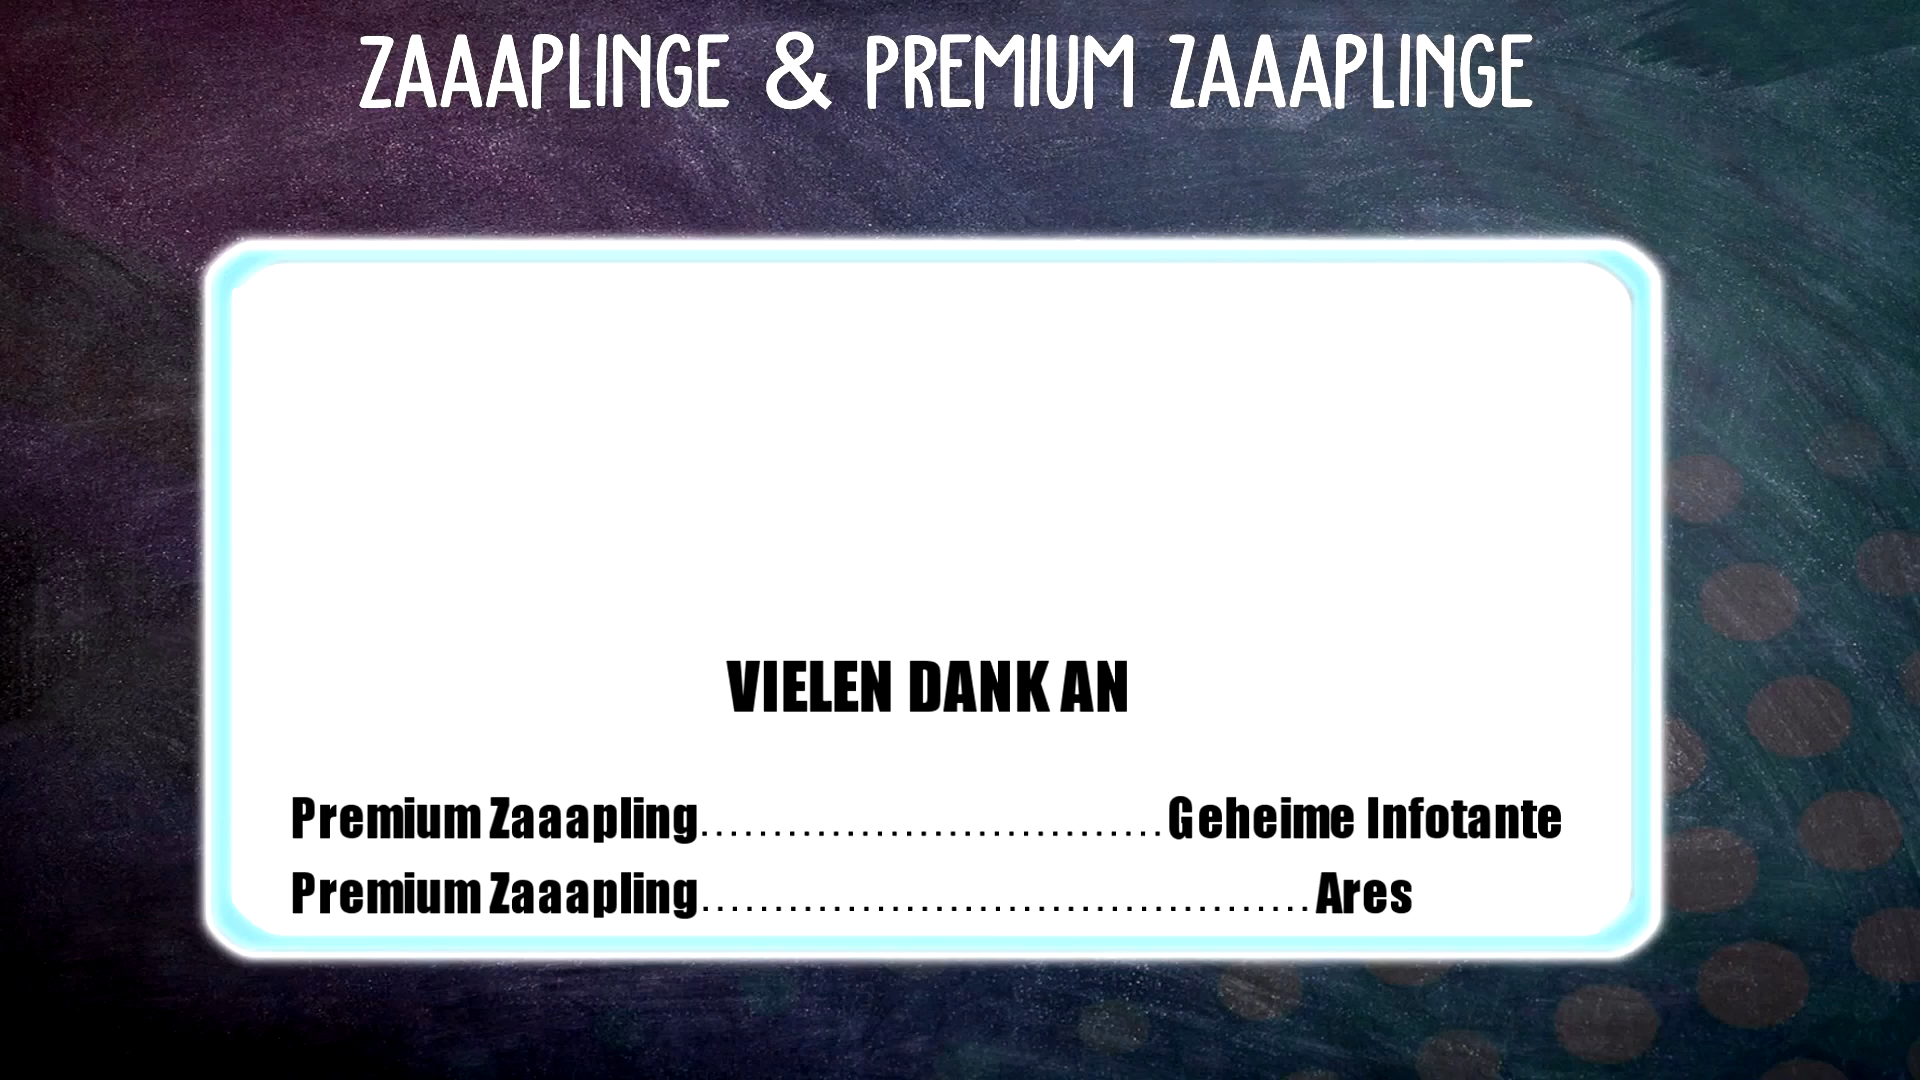 ZAAAPLINGE & PREMIUM ZAAAPLINGE
VIELEN DANK AN
Premium Zaaapling................................Geheime Infotante
Premium Zaaapling..........................................Ares